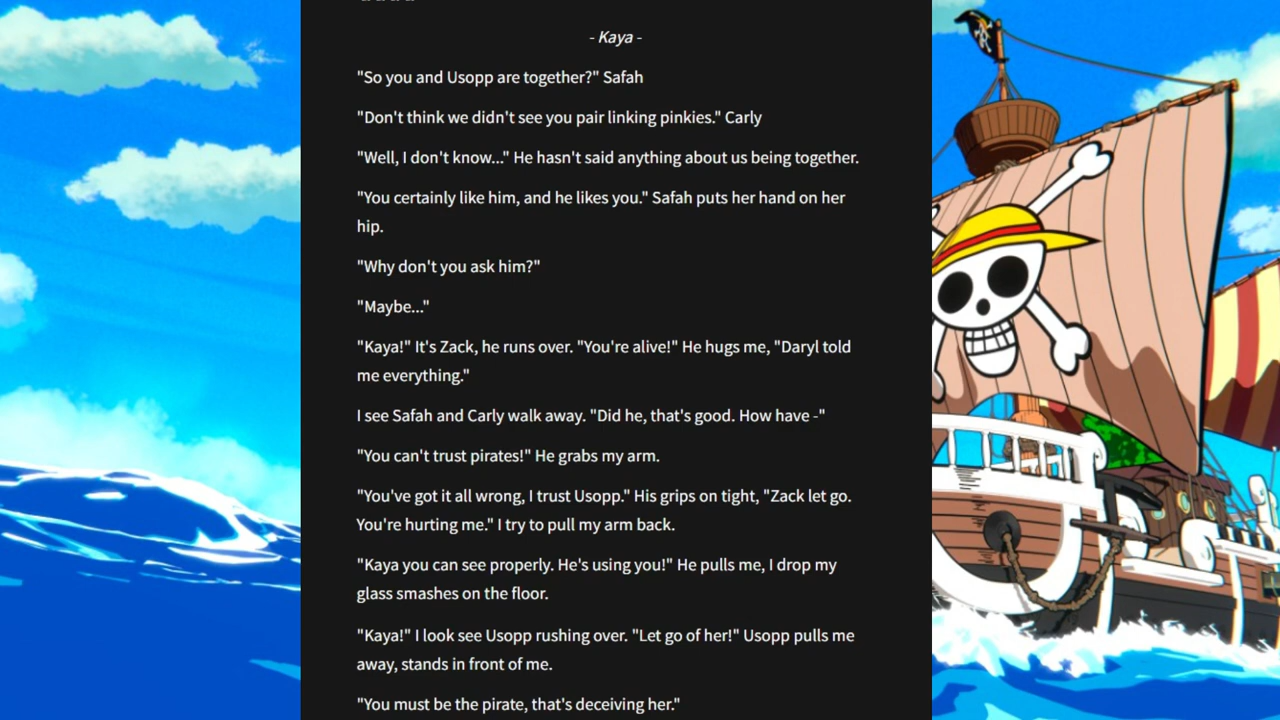 - Kaya -
"So you and Usopp are together?" Safah
"Don't think we didn't see you pair linking pinkies." Carly
"Well, I don't know..." He hasn't said anything about us being together.
"You certainly like him, and he likes you." Safah puts her hand on her
hip.
"Why don't you ask him?"
"Maybe..."
"Kaya!" It's Zack, he runs over. "You're alive!" He hugs me, "Daryl told
me everything."
I see Safah and Carly walk away. "Did he, that's good. How have -"
"You can't trust pirates!" He grabs my arm.
"You've got it all wrong, I trust Usopp." His grips on tight, "Zack let go.
You're hurting me." I try to pull my arm back.
"Kaya you can see properly. He's using you!" He pulls me, I drop my
glass smashes on the floor.
"Kaya!" I look see Usopp rushing over. "Let go of her!" Usopp pulls me
away, stands in front of me.
"You must be the pirate, that's deceiving her."